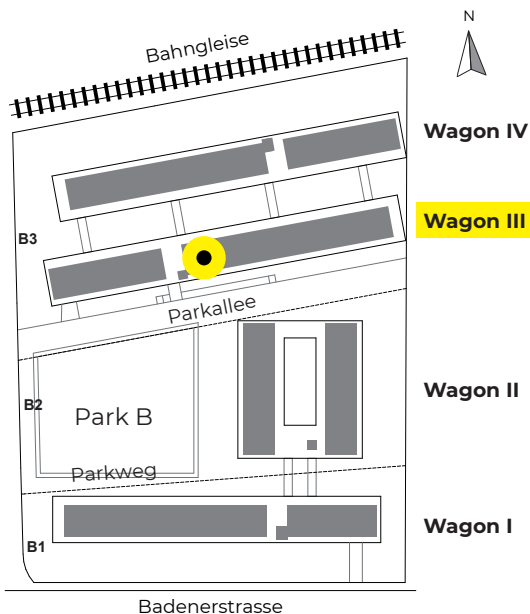 Bahngleise
N
Wagon IV
Wagon III
B3
Parkallee
Wagon II
B2
Park B
Parkweg
Wagon I
B1
Badenerstrasse